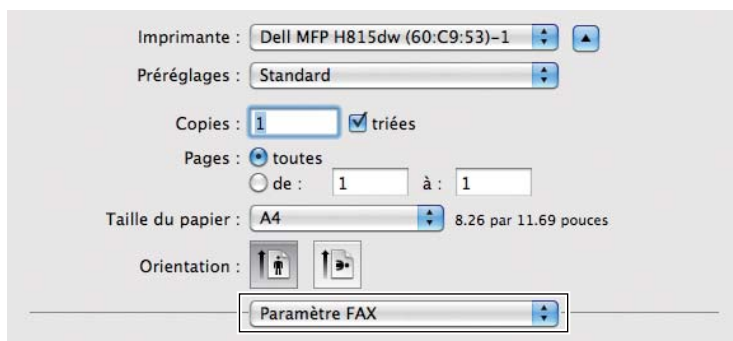 Imprimante : Dell MFP H815dw (60:C9:53)-1
Préréglages : Standard
Copies : 1 triées
Pages : toutes
de : 1 à : 1
Taille du papier : A4 8.26 par 11.69 pouces
Orientation :
Paramètre FAX